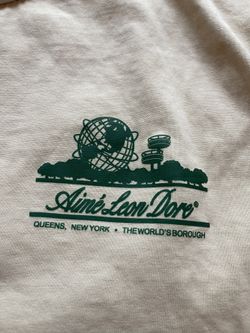 Aimé Leon Dore®
QUEENS, NEW YORK • THE WORLD'S BOROUGH